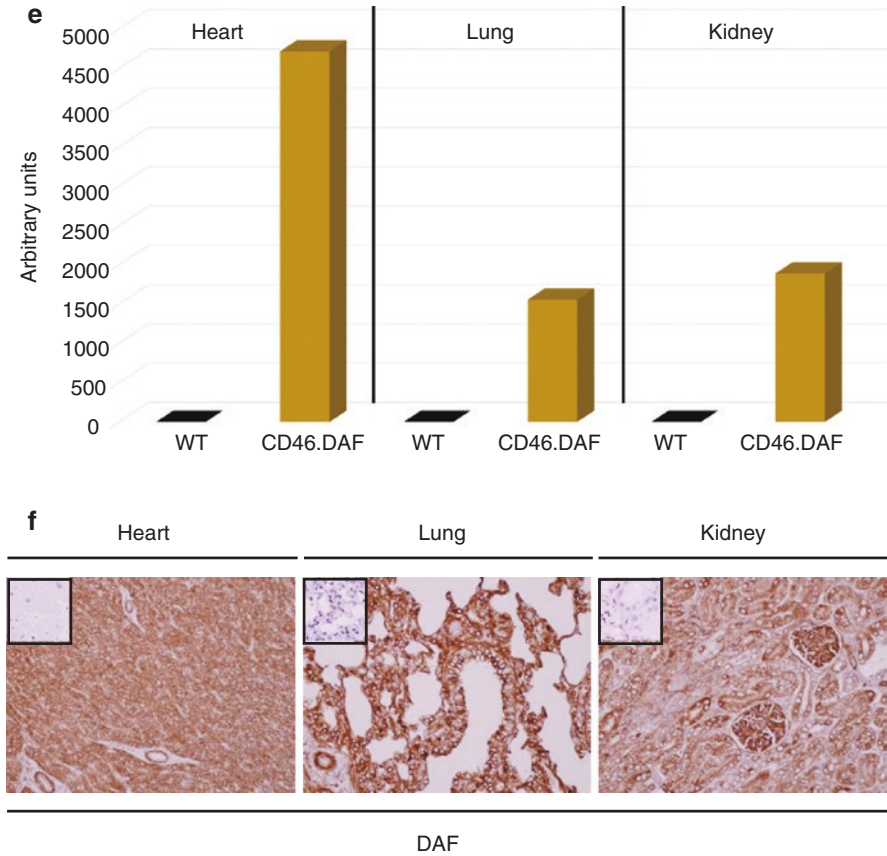 e
Heart Lung Kidney
Arbitrary units
5000
4500
4000
3500
3000
2500
2000
1500
1000
500
0
WT CD46.DAF WT CD46.DAF WT CD46.DAF
f
Heart Lung Kidney
DAF